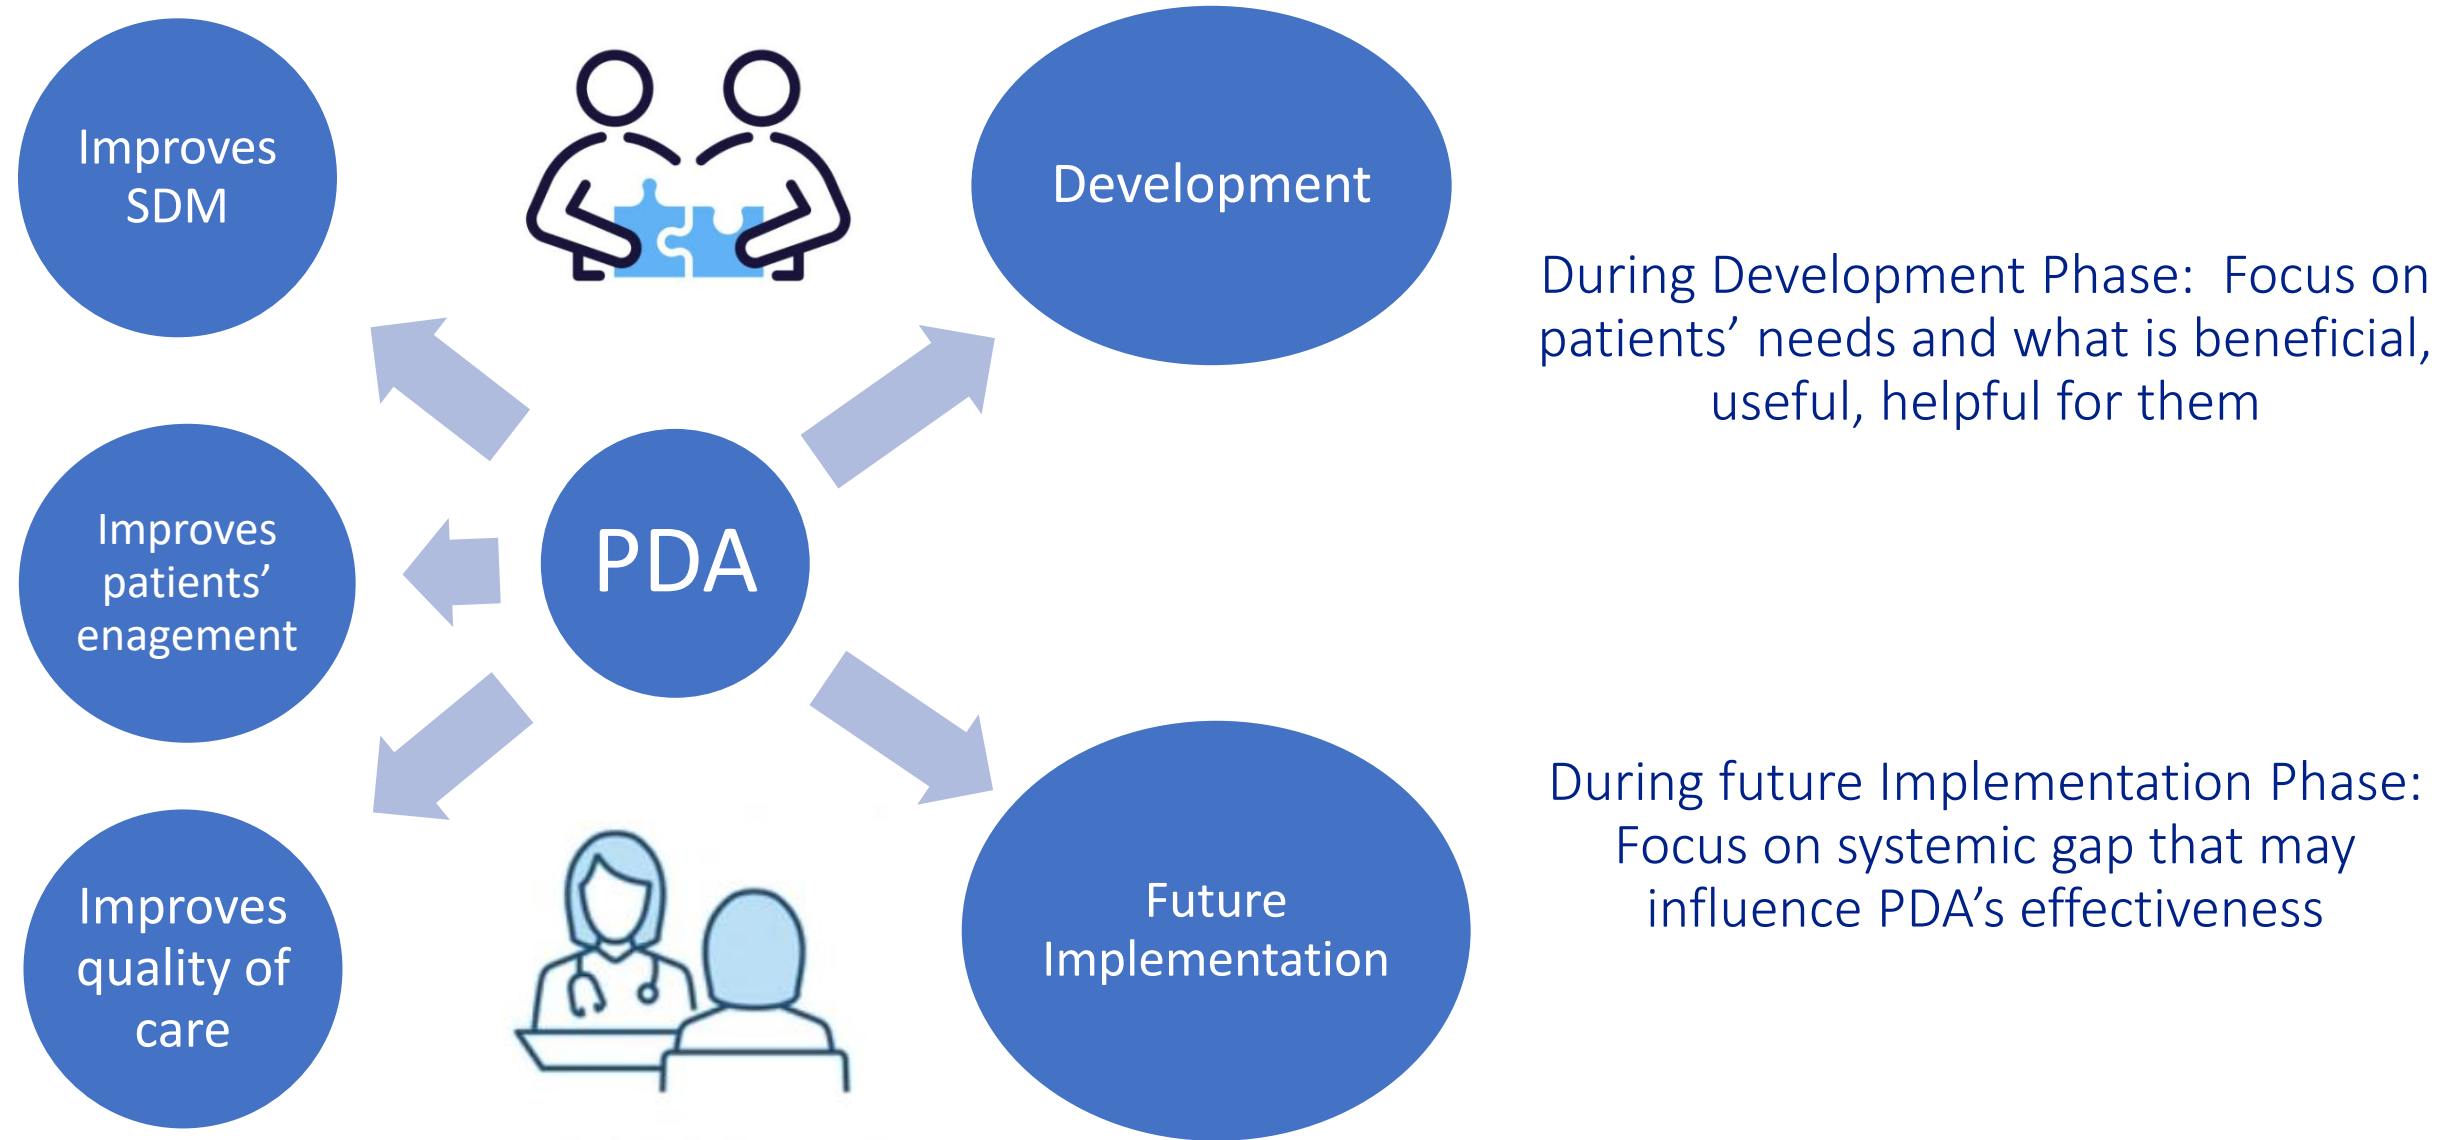 Improves
SDM
Development
During Development Phase:  Focus on
patients’ needs and what is beneficial,
useful, helpful for them
Improves
patients’
enagement
PDA
Improves
quality of
care
Future
Implementation
During future Implementation Phase:
Focus on systemic gap that may
influence PDA’s effectiveness